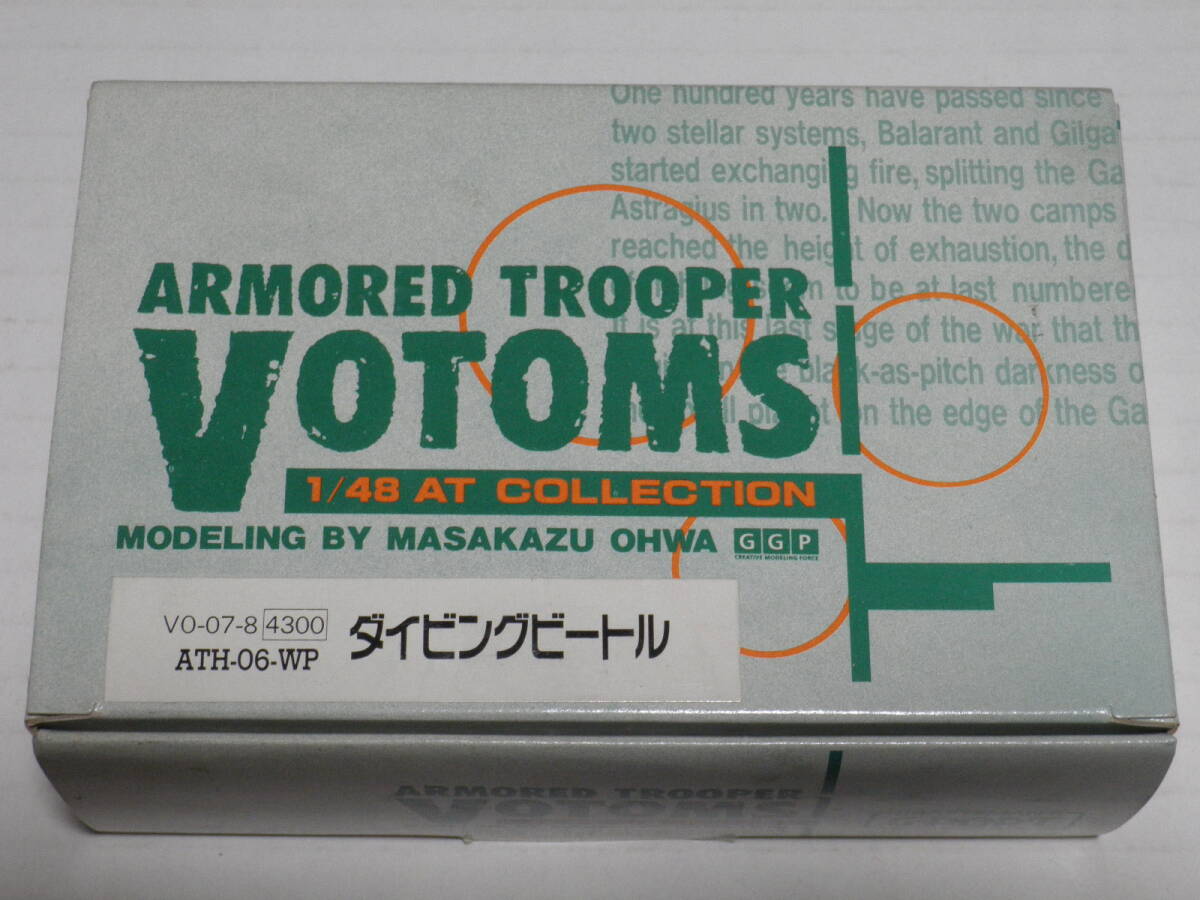 One hundred years have passed since
two stellar systems, Balarant and Gilga
started exchanging fire, splitting the Ga
Astragius in two. Now the two camps
reached the height of exhaustion, the d
to be at last numbere
It is at this last stage of the war that th
black-as-pitch darkness o
on the edge of the Ga
ARMORED TROOPER
VOTOMS
1/48 AT COLLECTION
MODELING BY MASAKAZU OHWA GGP
CREATIVE MODELING FORCE
VO-07-8 4300 ダイビングビートル
ATH-06-WP
ARMORED TROOPER
VOTOMS